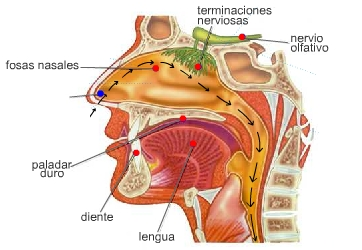 terminaciones
nerviosas
nervio
olfativo
fosas nasales
paladar
duro
diente
lengua